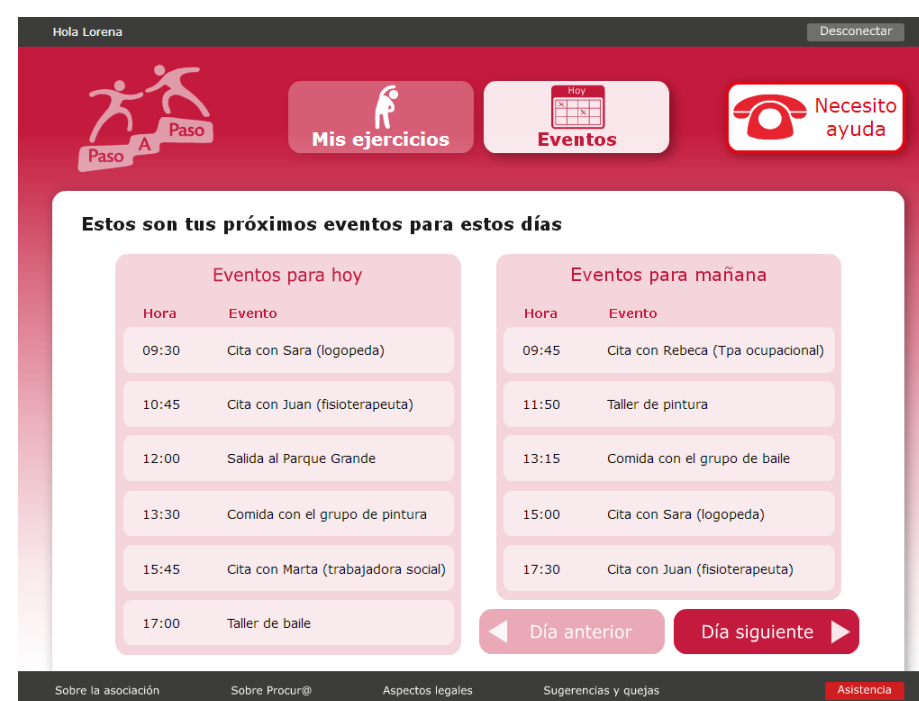 Hola Lorena
Desconectar
Paso
A
Paso
Mis ejercicios
Hoy
Eventos
Necesito
ayuda
Estos son tus próximos eventos para estos días
Eventos para hoy
Hora Evento
09:30 Cita con Sara (logopeda)
10:45 Cita con Juan (fisioterapeuta)
12:00 Salida al Parque Grande
13:30 Comida con el grupo de pintura
15:45 Cita con Marta (trabajadora social)
17:00 Taller de baile
Eventos para mañana
Hora Evento
09:45 Cita con Rebeca (Tpa ocupacional)
11:50 Taller de pintura
13:15 Comida con el grupo de baile
15:00 Cita con Sara (logopeda)
17:30 Cita con Juan (fisioterapeuta)
Día anterior
Día siguiente
Sobre la asociación
Sobre Procur@
Aspectos legales
Sugerencias y quejas
Asistencia